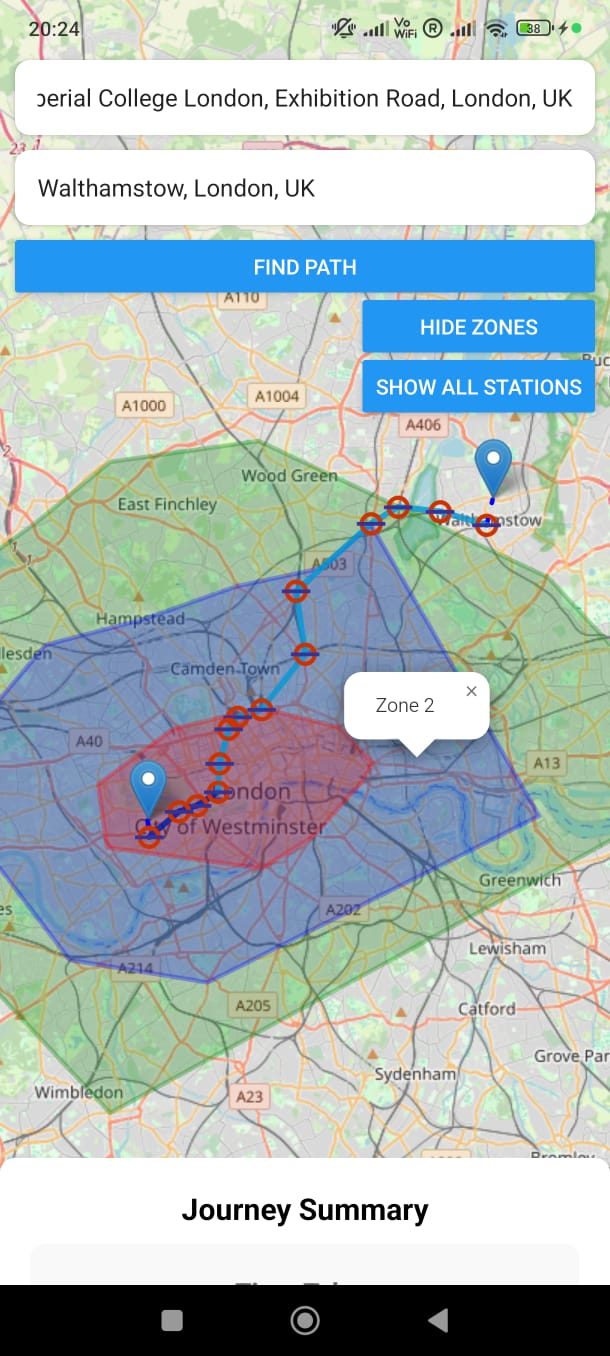 20:24
Vo
WiFi
R
38
perial College London, Exhibition Road, London, UK
Walthamstow, London, UK
FIND PATH
A110
HIDE ZONES
SHOW ALL STATIONS
A1004
A1000
A406
Wood Green
East Finchley
Walthamstow
A503
Hampstead
lesden
Camden Town
Zone 2
×
A40
A13
London
City of Westminster
Greenwich
A202
Lewisham
A214
A205
Catford
Grove Par
Sydenham
Wimbledon
A23
Bromley
Journey Summary